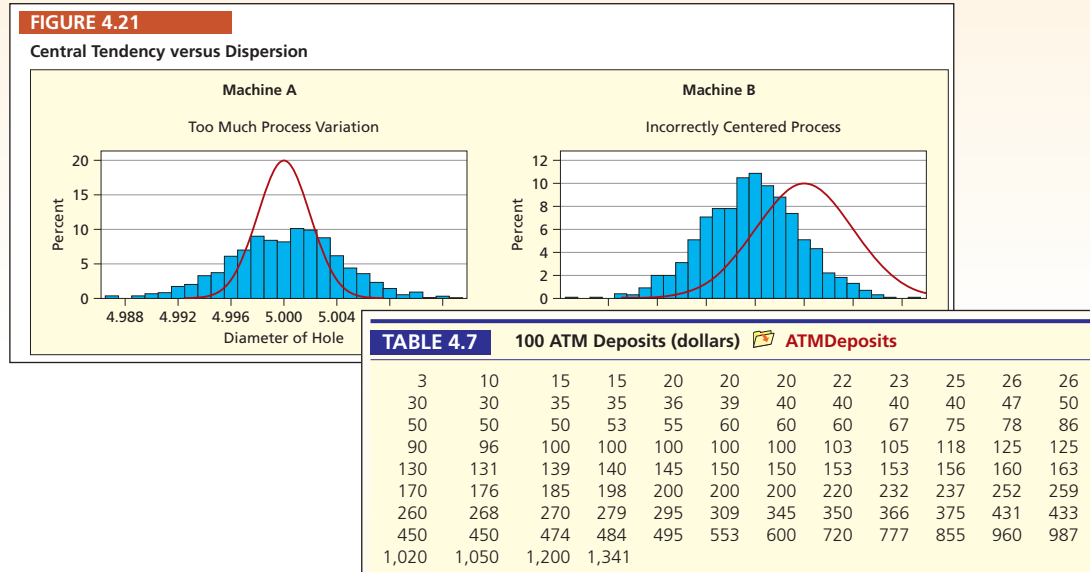 FIGURE 4.21
Central Tendency versus Dispersion
Machine A
Too Much Process Variation
20
15
10
5
0
Percent
4.988 4.992 4.996 5.000 5.004
Diameter of Hole
Machine B
Incorrectly Centered Process
12
10
8
6
4
2
0
Percent
TABLE 4.7 100 ATM Deposits (dollars) ATMDeposits
3 10 15 15 20 20 20 22 23 25 26 26
30 30 35 35 36 39 40 40 40 40 47 50
50 50 50 53 55 60 60 60 67 75 78 86
90 96 100 100 100 100 100 103 105 118 125 125
130 131 139 140 145 150 150 153 153 156 160 163
170 176 185 198 200 200 200 220 232 237 252 259
260 268 270 279 295 309 345 350 366 375 431 433
450 450 474 484 495 553 600 720 777 855 960 987
1,020 1,050 1,200 1,341